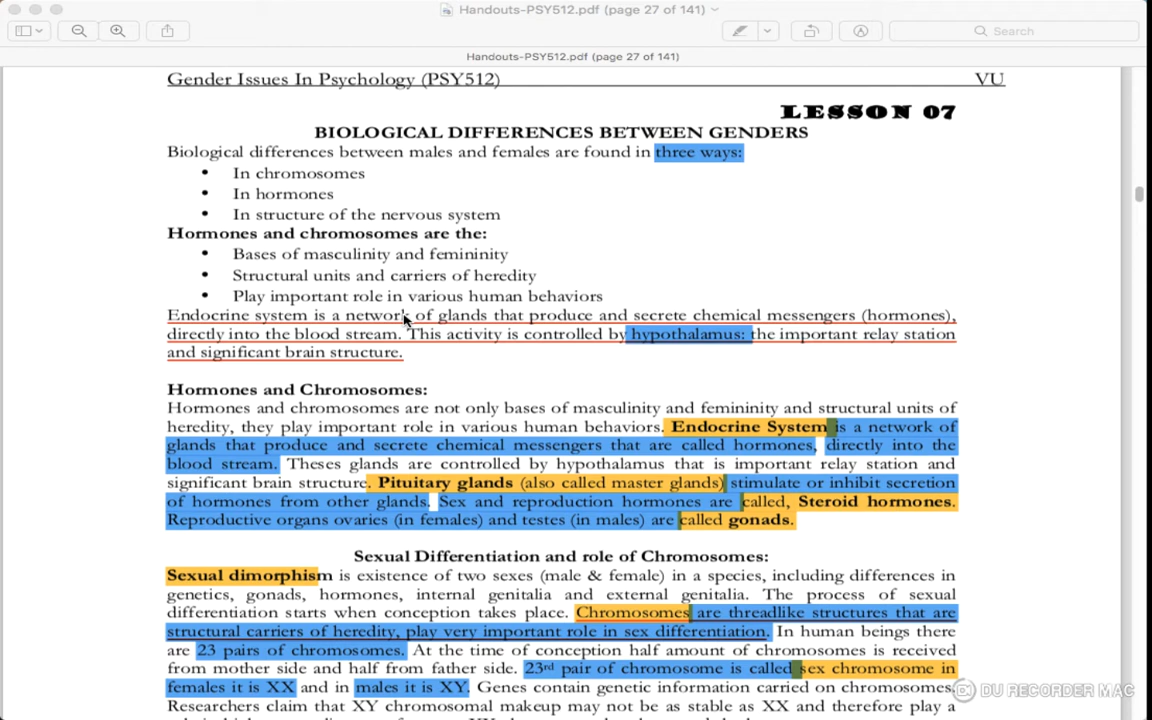 Handouts-PSY512.pdf (page 27 of 141)
Search
Handouts-PSY512.pdf (page 27 of 141)
Gender Issues In Psychology (PSY512) VU
LESSON 07
BIOLOGICAL DIFFERENCES BETWEEN GENDERS
Biological differences between males and females are found in three ways:
• In chromosomes
• In hormones
• In structure of the nervous system
Hormones and chromosomes are the:
• Bases of masculinity and femininity
• Structural units and carriers of heredity
• Play important role in various human behaviors
Endocrine system is a network of glands that produce and secrete chemical messengers (hormones),
directly into the blood stream. This activity is controlled by hypothalamus: the important relay station
and significant brain structure.
Hormones and Chromosomes:
Hormones and chromosomes are not only bases of masculinity and femininity and structural units of
heredity, they play important role in various human behaviors. Endocrine System is a network of
glands that produce and secrete chemical messengers that are called hormones, directly into the
blood stream. Theses glands are controlled by hypothalamus that is important relay station and
significant brain structure. Pituitary glands (also called master glands) stimulate or inhibit secretion
of hormones from other glands. Sex and reproduction hormones are called, Steroid hormones.
Reproductive organs ovaries (in females) and testes (in males) are called gonads.
Sexual Differentiation and role of Chromosomes:
Sexual dimorphism is existence of two sexes (male & female) in a species, including differences in
genetics, gonads, hormones, internal genitalia and external genitalia. The process of sexual
differentiation starts when conception takes place. Chromosomes are threadlike structures that are
structural carriers of heredity, play very important role in sex differentiation. In human beings there
are 23 pairs of chromosomes. At the time of conception half amount of chromosomes is received
from mother side and half from father side. 23rd pair of chromosome is called sex chromosome in
females it is XX and in males it is XY. Genes contain genetic information carried on chromosomes.
Researchers claim that XY chromosomal makeup may not be as stable as XX and therefore play a
DU RECORDER MAC